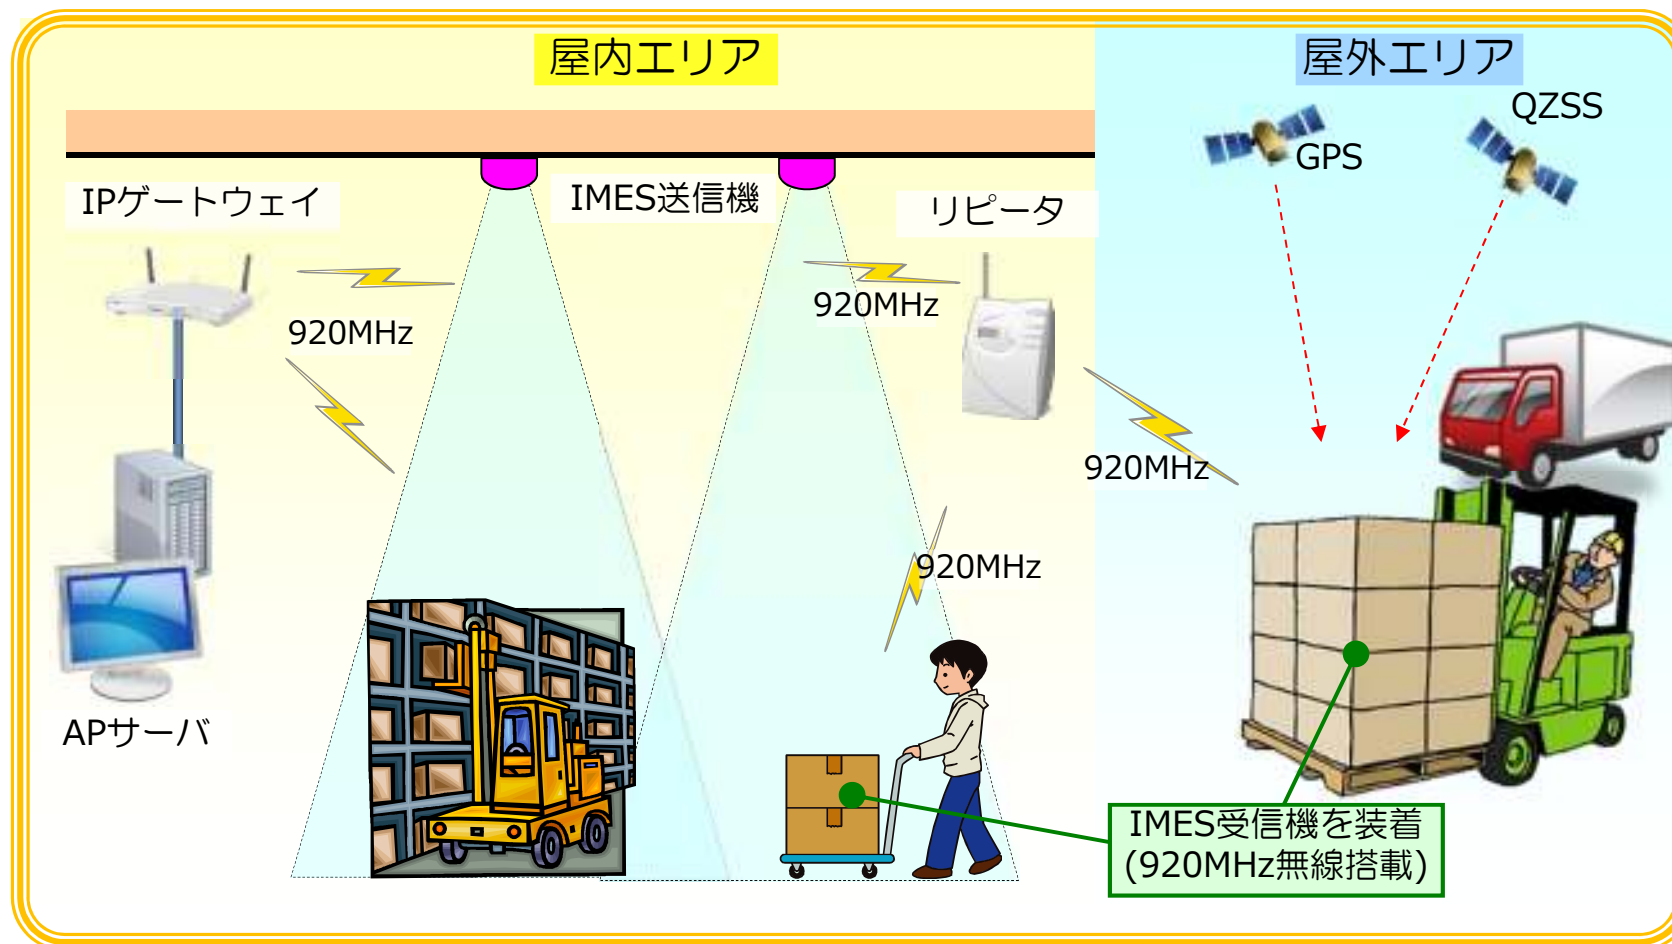 屋内エリア
屋外エリア
QZSS
GPS
IPゲートウェイ
IMES送信機
リピータ
920MHz
920MHz
920MHz
920MHz
APサーバ
IMES受信機を装着
(920MHz無線搭載)